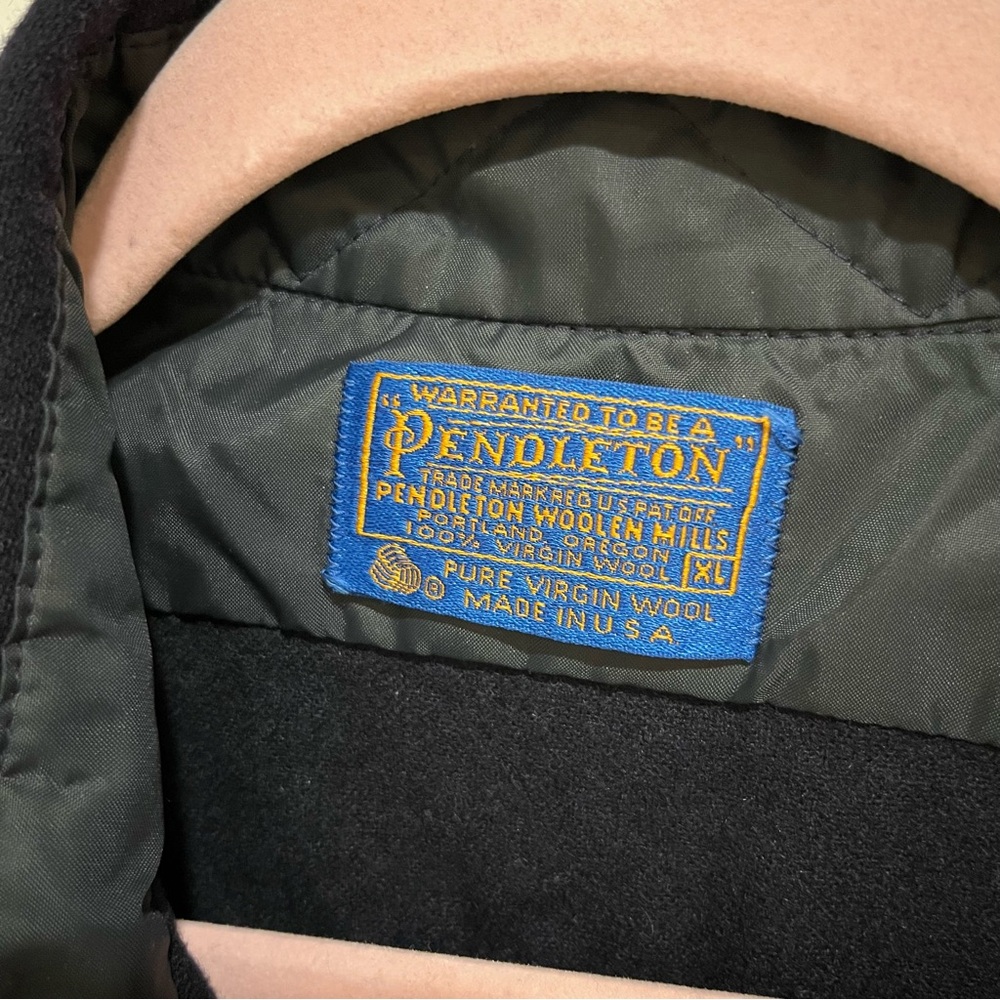 WARRANTED TO BE A
"PENDLETON"
TRADE MARK REG U.S. PAT OFF
PENDLETON WOOLEN MILLS
PORTLAND, OREGON
100% VIRGIN WOOL XL
® PURE VIRGIN WOOL
MADE IN U S A